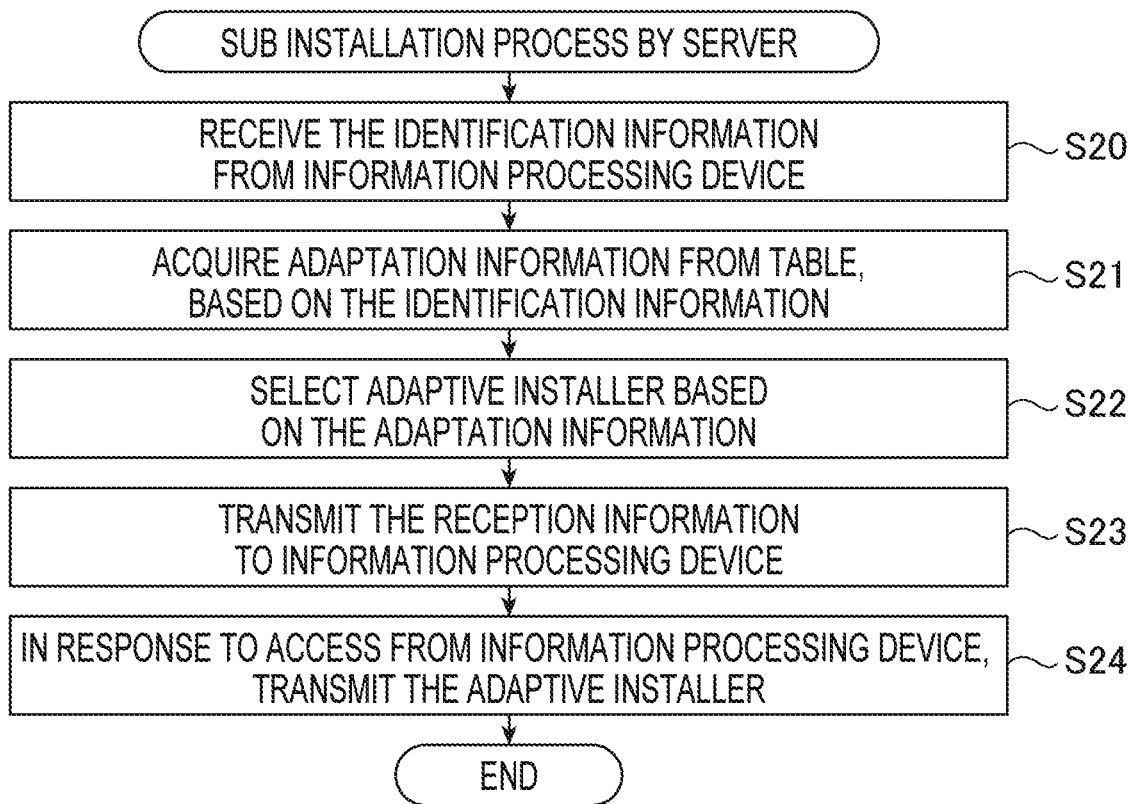 SUB INSTALLATION PROCESS BY SERVER
RECEIVE THE IDENTIFICATION INFORMATION
FROM INFORMATION PROCESSING DEVICE
S20
ACQUIRE ADAPTATION INFORMATION FROM TABLE,
BASED ON THE IDENTIFICATION INFORMATION
S21
SELECT ADAPTIVE INSTALLER BASED
ON THE ADAPTATION INFORMATION
S22
TRANSMIT THE RECEPTION INFORMATION
TO INFORMATION PROCESSING DEVICE
S23
IN RESPONSE TO ACCESS FROM INFORMATION PROCESSING DEVICE,
TRANSMIT THE ADAPTIVE INSTALLER
S24
END